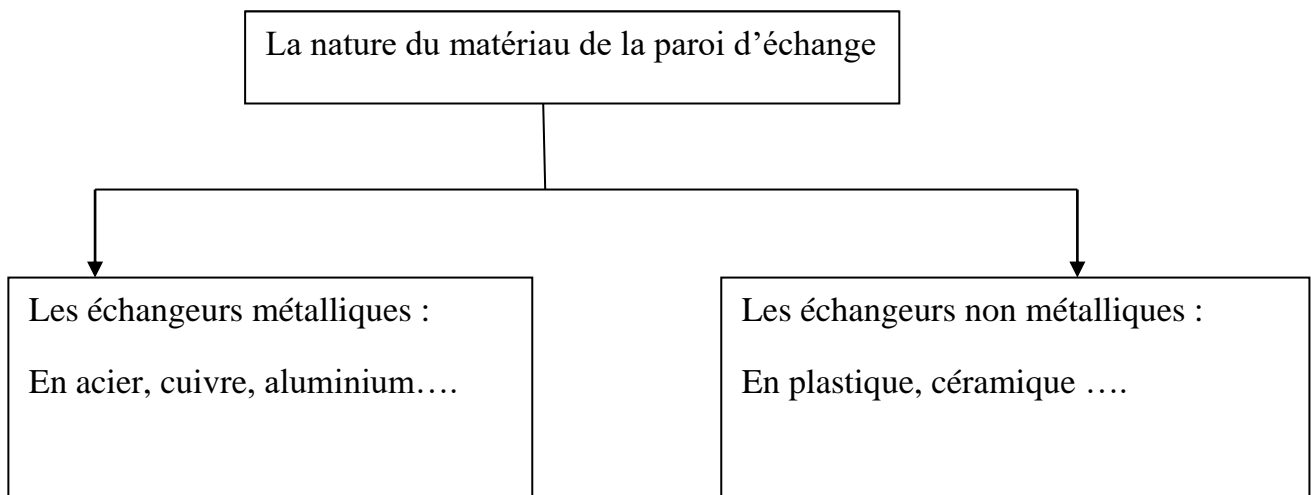 La nature du matèriau de la paroi d’échange
Les échangeurs métalliques :
En acier, cuivre, aluminium….
Les échangeurs non métalliques :
En plastique, céramique ….